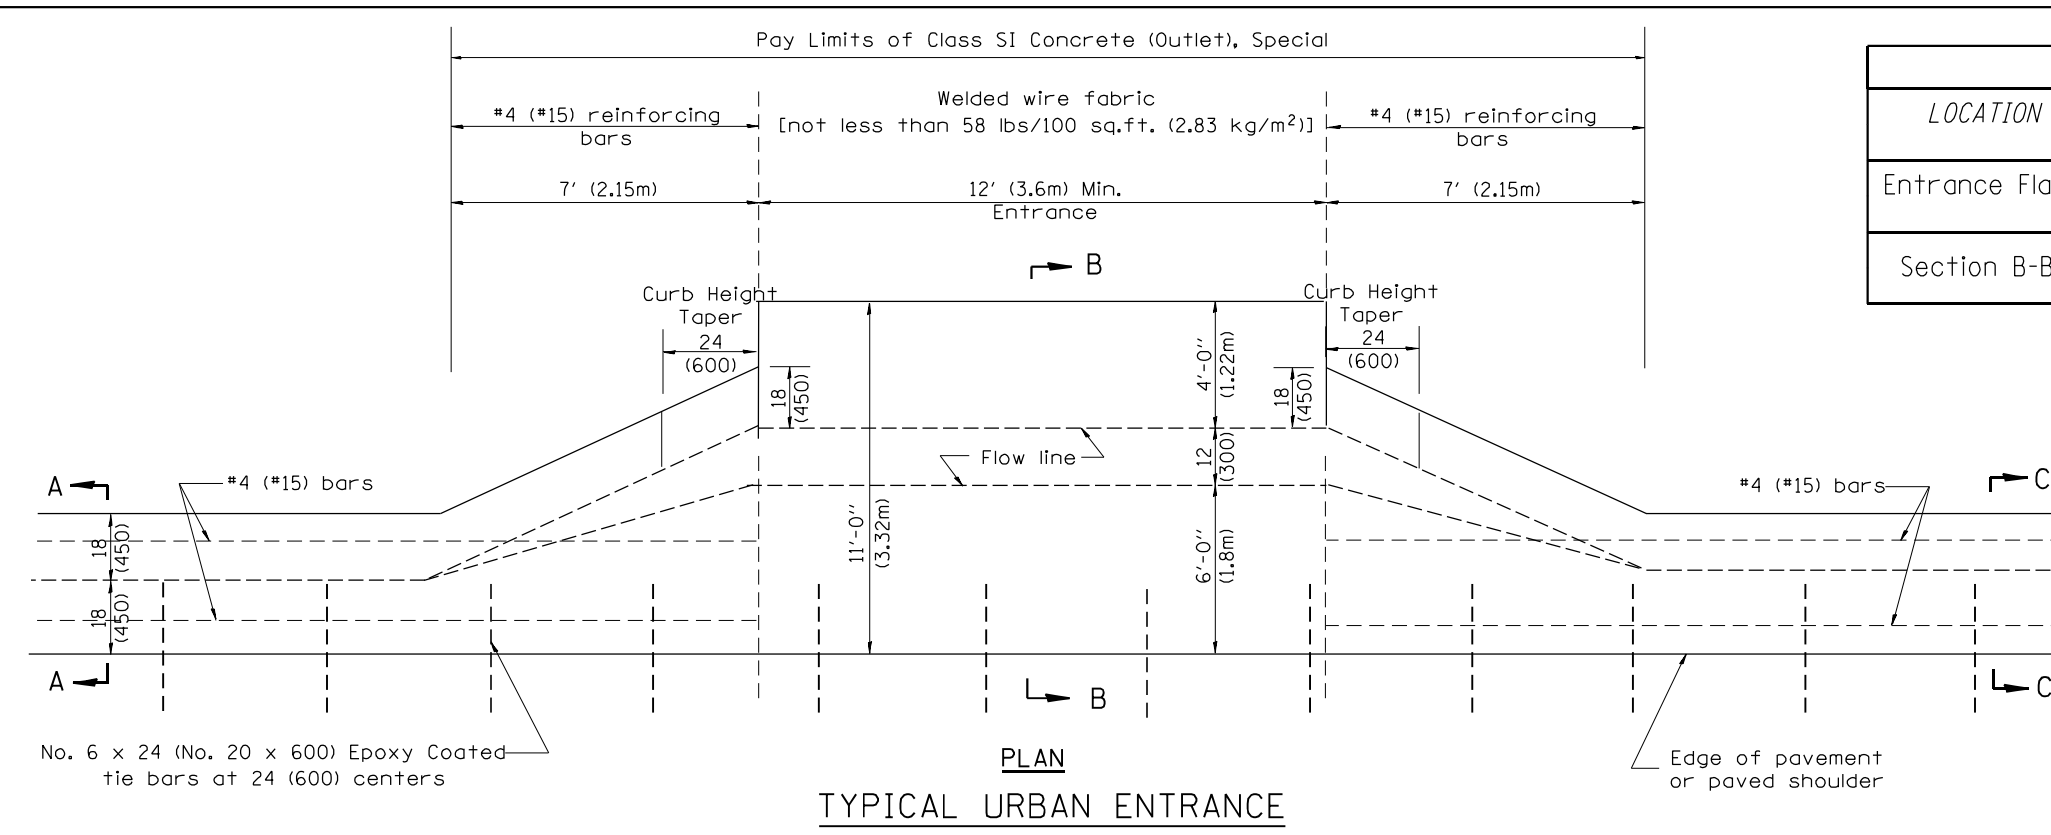 Pay Limits of Class SI Concrete (Outlet), Special
#4 (#15) reinforcing
bars
Welded wire fabric
[not less than 58 lbs/100 sq.ft. (2.83 kg/m²)]
#4 (#15) reinforcing
bars
7' (2.15m)
12' (3.6m) Min.
Entrance
7' (2.15m)
LOCATION
Entrance Fla
Section B-B
B
Curb Height
Taper
24
(600)
Curb Height
Taper
24
(600)
18
(450)
4'-0''
(1.22m)
18
(450)
Flow line
12
(300)
11'-0''
(3.32m)
6'-0''
(1.8m)
A
#4 (#15) bars
#4 (#15) bars
C
18
(450)
18
(450)
A
B
C
No. 6 x 24 (No. 20 x 600) Epoxy Coated
tie bars at 24 (600) centers
Edge of pavement
or paved shoulder
PLAN
TYPICAL URBAN ENTRANCE